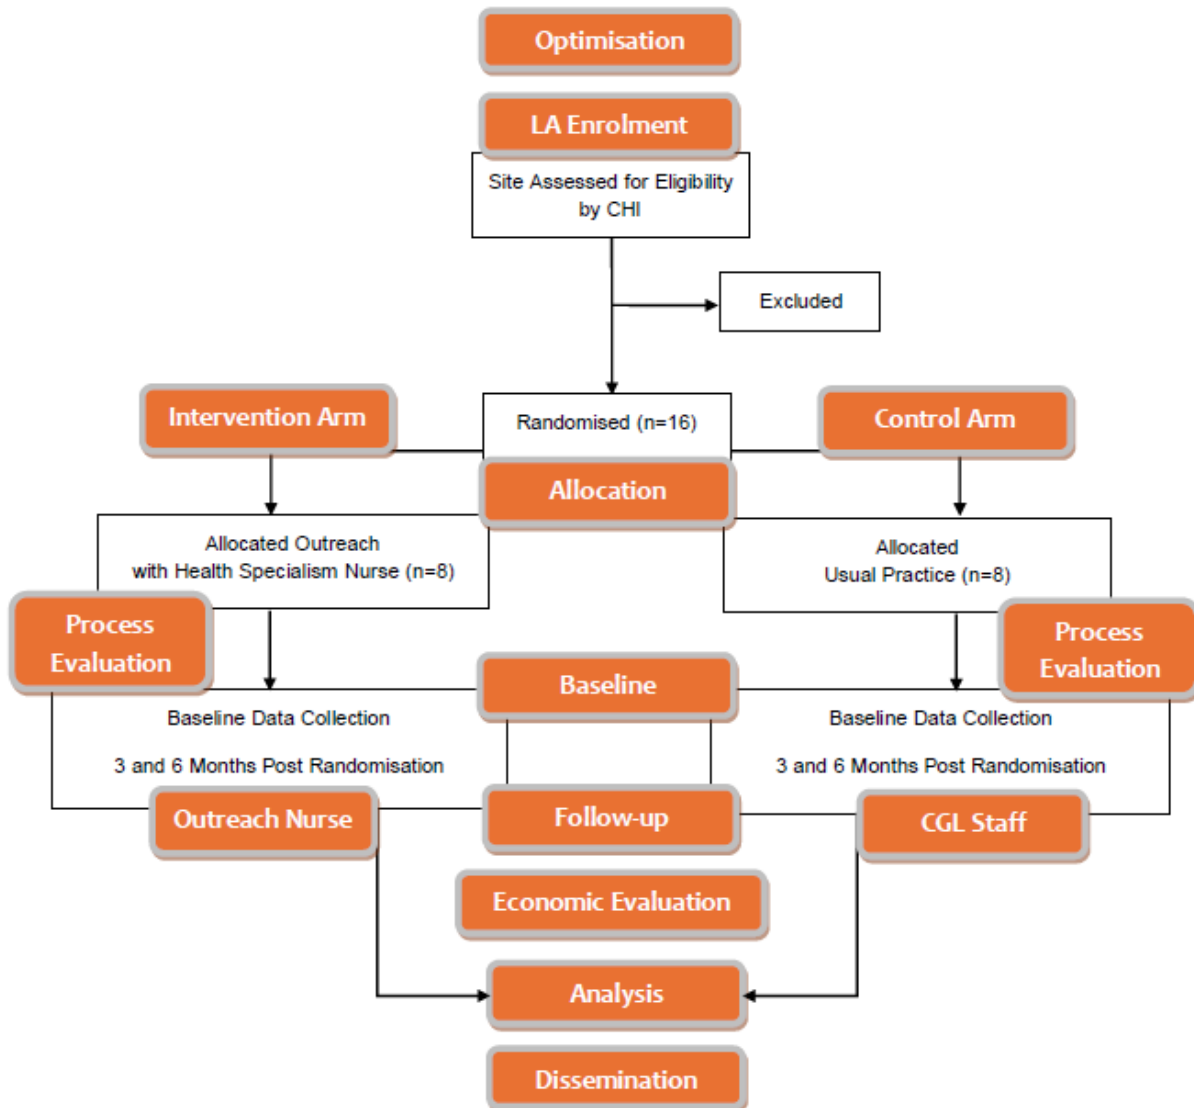 Optimisation
LA Enrolment
Site Assessed for Eligibility
by CHI
Excluded
Intervention Arm
Randomised (n=16)
Control Arm
Allocation
Allocated Outreach
with Health Specialism Nurse (n=8)
Allocated
Usual Practice (n=8)
Process
Evaluation
Process
Evaluation
Baseline
Baseline Data Collection
3 and 6 Months Post Randomisation
Baseline Data Collection
3 and 6 Months Post Randomisation
Outreach Nurse
Follow-up
CGL Staff
Economic Evaluation
Analysis
Dissemination